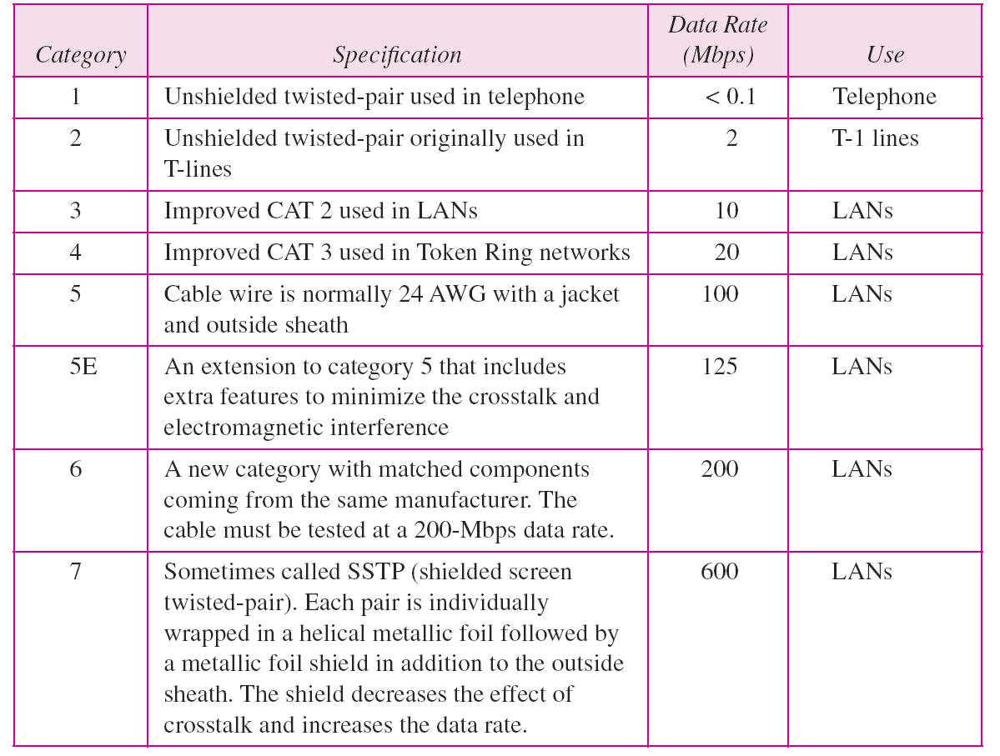 Category Specification Data Rate (Mbps) Use
1 Unshielded twisted-pair used in telephone < 0.1 Telephone
2 Unshielded twisted-pair originally used in 2 T-1 lines
T-lines
3 Improved CAT 2 used in LANs 10 LANs
4 Improved CAT 3 used in Token Ring networks 20 LANs
5 Cable wire is normally 24 AWG with a jacket 100 LANs
and outside sheath
5E An extension to category 5 that includes 125 LANs
extra features to minimize the crosstalk and
electromagnetic interference
6 A new category with matched components 200 LANs
coming from the same manufacturer. The
cable must be tested at a 200-Mbps data rate.
7 Sometimes called SSTP (shielded screen 600 LANs
twisted-pair). Each pair is individually
wrapped in a helical metallic foil followed by
a metallic foil shield in addition to the outside
sheath. The shield decreases the effect of
crosstalk and increases the data rate.